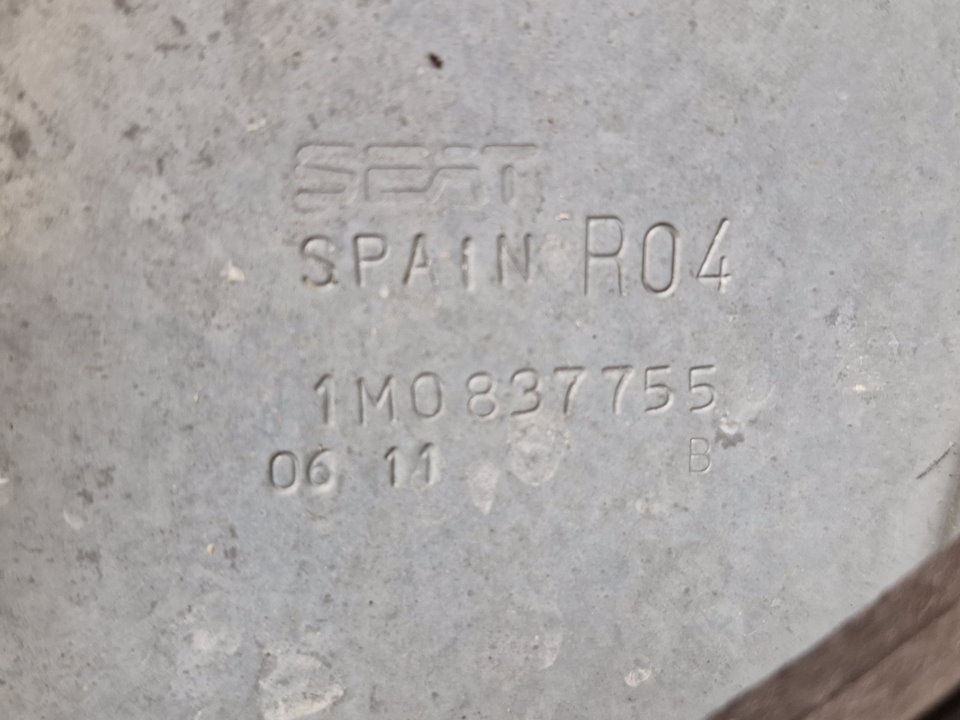 SEAT
SPAIN R04
1M0837755
06 11 B